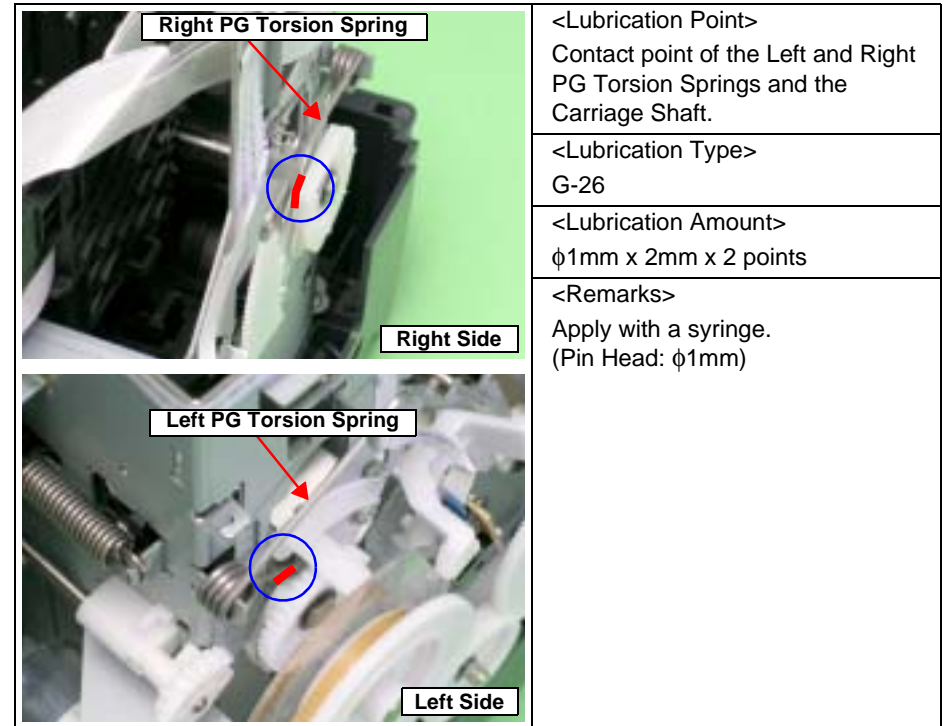 Right PG Torsion Spring
Right Side
Left PG Torsion Spring
Left Side
<Lubrication Point>
Contact point of the Left and Right
PG Torsion Springs and the
Carriage Shaft.
<Lubrication Type>
G-26
<Lubrication Amount>
ϕ1mm x 2mm x 2 points
<Remarks>
Apply with a syringe.
(Pin Head: ϕ1mm)